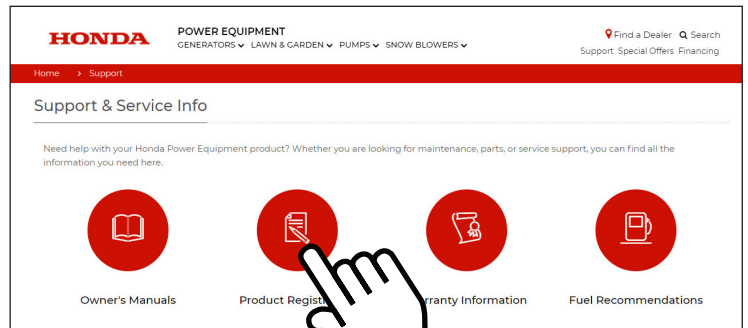 HONDA
POWER EQUIPMENT
GENERATORS LAWN & GARDEN PUMPS SNOW BLOWERS
Find a Dealer Search
Support Special Offers Financing
Home > Support
Support & Service Info
Need help with your Honda Power Equipment product? Whether you are looking for maintenance, parts, or service support, you can find all the
information you need here.
Owner's Manuals
Product
Information
Fuel Recommendations